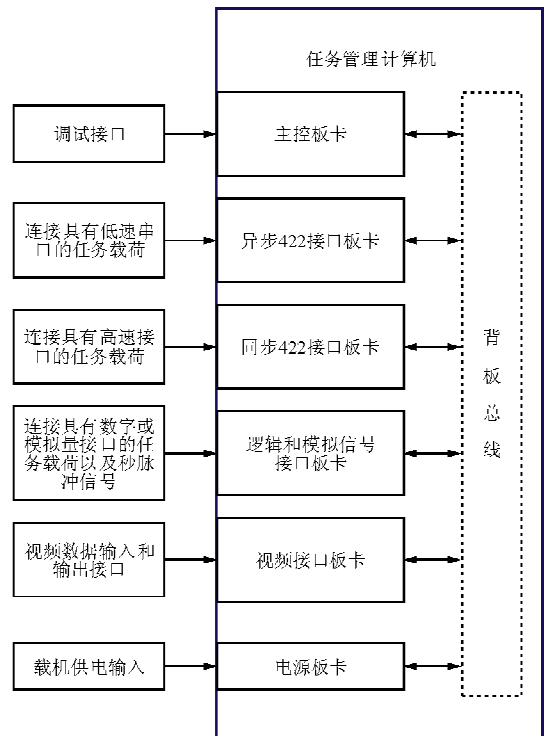 任务管理计算机
调试接口
主控板卡
连接具有低速串
口的任务载荷
异步422接口板卡
连接具有高速接
口的任务载荷
同步422接口板卡
连接具有数字或
模拟量接口的任
务载荷以及秒脉
冲信号
逻辑和模拟信号
接口板卡
视频数据输入和
输出接口
视频接口板卡
载机供电输入
电源板卡
背
板
总
线